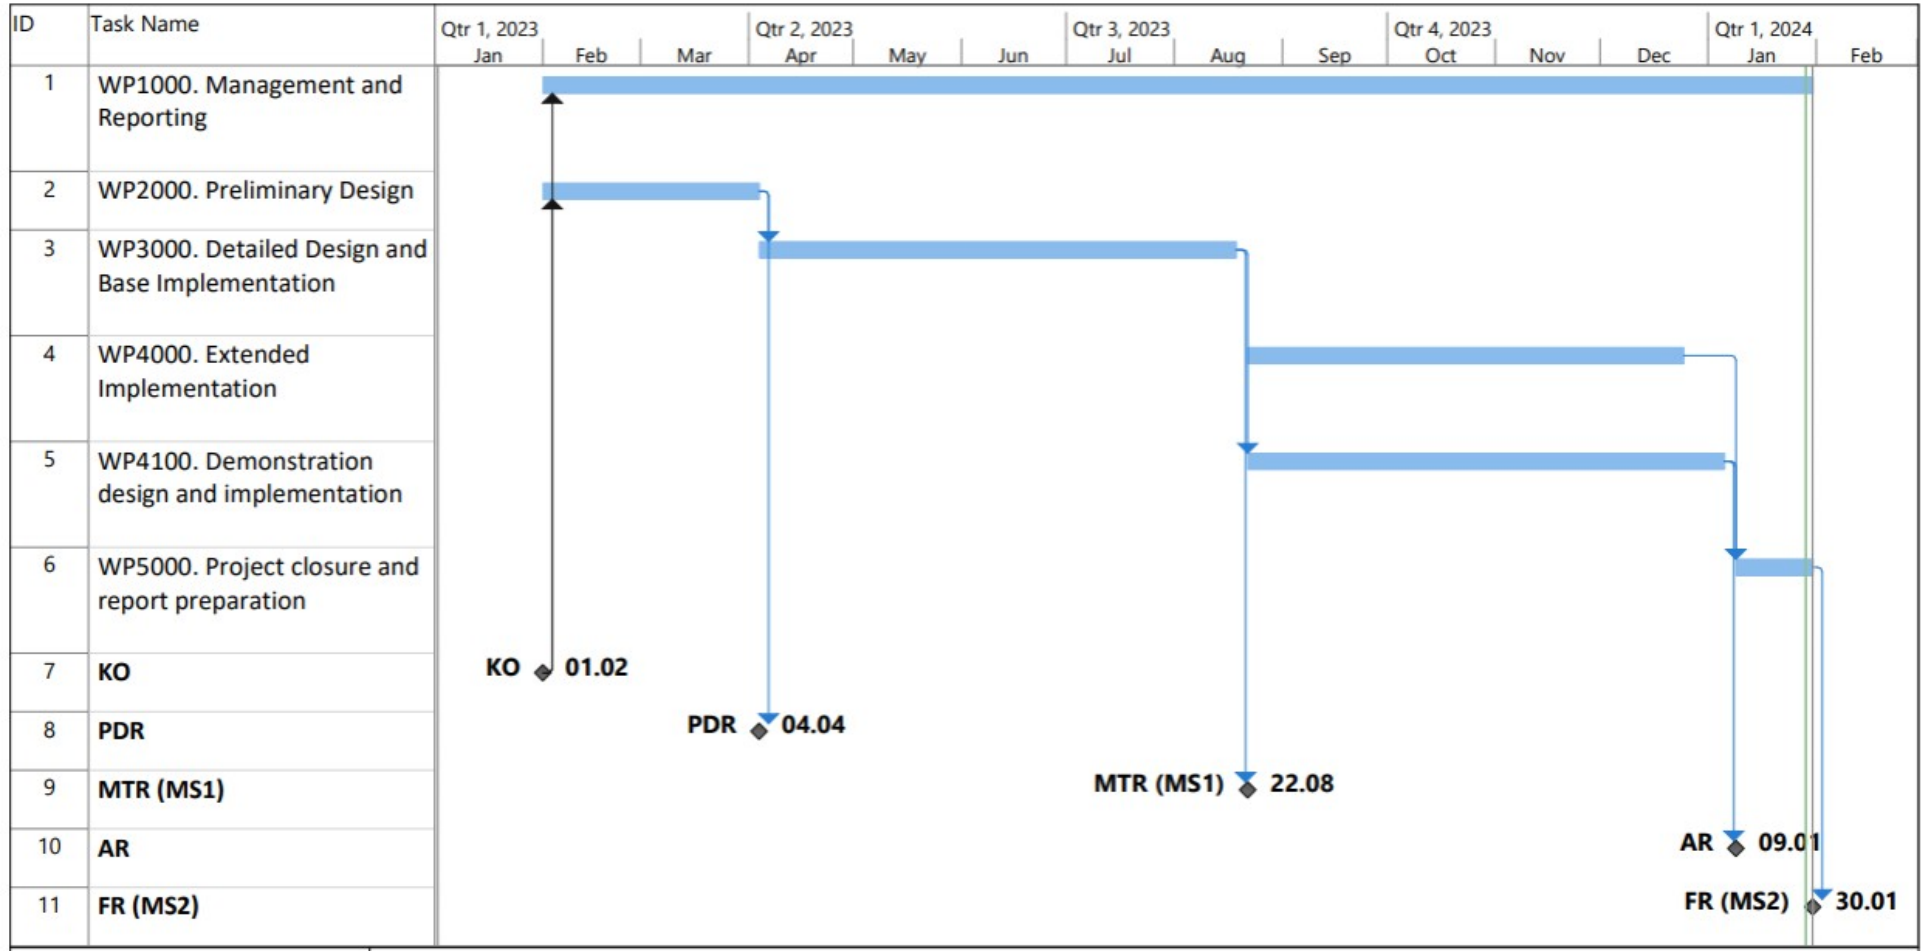 ID Task Name Qtr 1, 2023 Qtr 2, 2023 Qtr 3, 2023 Qtr 4, 2023 Qtr 1, 2024
Jan Feb Mar Apr May Jun Jul Aug Sep Oct Nov Dec Jan Feb
1 WP1000. Management and
Reporting
2 WP2000. Preliminary Design
3 WP3000. Detailed Design and
Base Implementation
4 WP4000. Extended
Implementation
5 WP4100. Demonstration
design and implementation
6 WP5000. Project closure and
report preparation
7 KO KO 01.02
8 PDR PDR 04.04
9 MTR (MS1) MTR (MS1) 22.08
10 AR AR 09.01
11 FR (MS2) FR (MS2) 30.01